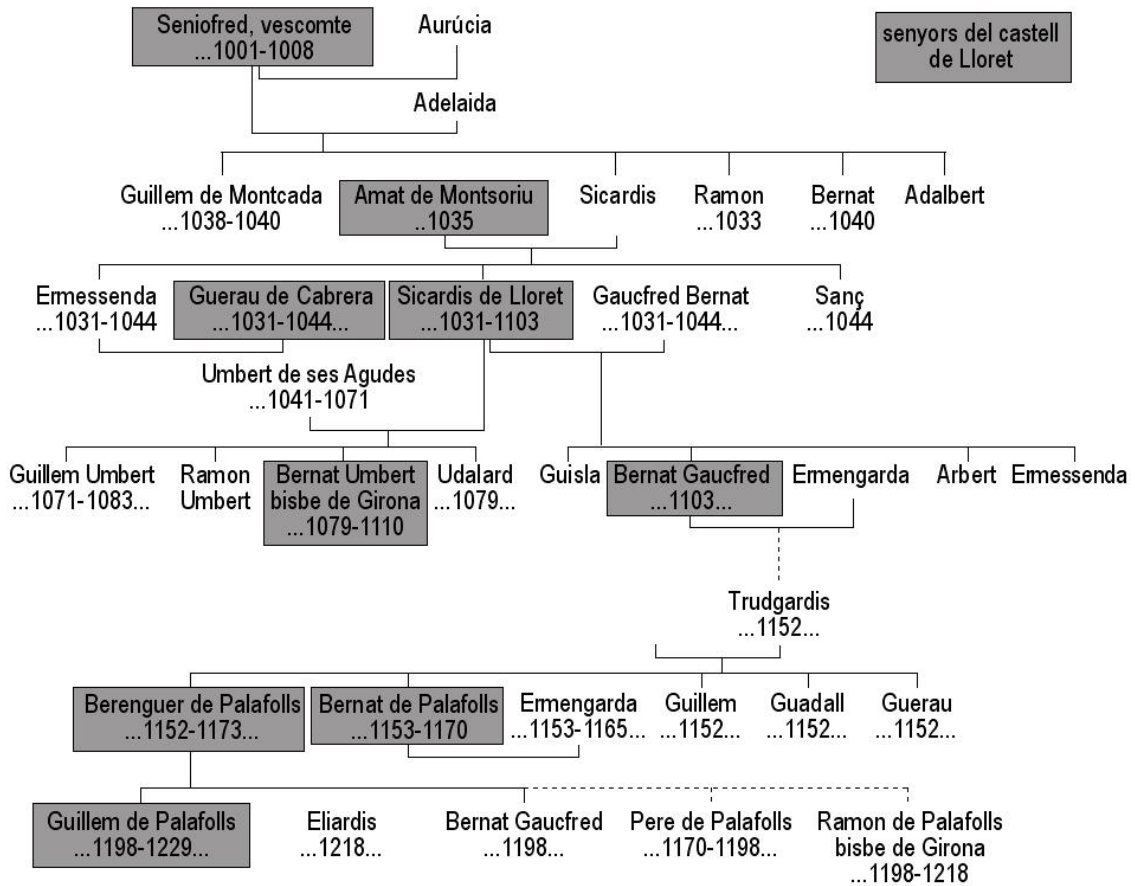 Seniofred, vescomte
...1001-1008
Aurúcia
senyors del castell
de Lloret
Adelaida
Guillem de Montcada
...1038-1040
Amat de Montsoriu
..1035
Sicardis
Ramon
...1033
Bernat
...1040
Adalbert
Ermessenda
...1031-1044
Guerau de Cabrera
...1031-1044...
Sicardis de Lloret
...1031-1103
Gaucfred Bernat
...1031-1044...
Sanç
...1044
Umbert de ses Agudes
...1041-1071
Guillem Umbert
...1071-1083...
Ramon
Umbert
Bernat Umbert
bisbe de Girona
...1079-1110
Udalard
...1079...
Guisla
Bernat Gaucfred
...1103...
Ermengarda
Arbert
Ermessenda
Trudgardis
...1152...
Berenguer de Palafolls
...1152-1173...
Bernat de Palafolls
...1153-1170
Ermengarda
...1153-1165...
Guillem
...1152...
Guadall
...1152...
Guerau
...1152...
Guillem de Palafolls
...1198-1229...
Eliardis
...1218...
Bernat Gaucfred
...1198...
Pere de Palafolls
...1170-1198...
Ramon de Palafolls
bisbe de Girona
...1198-1218